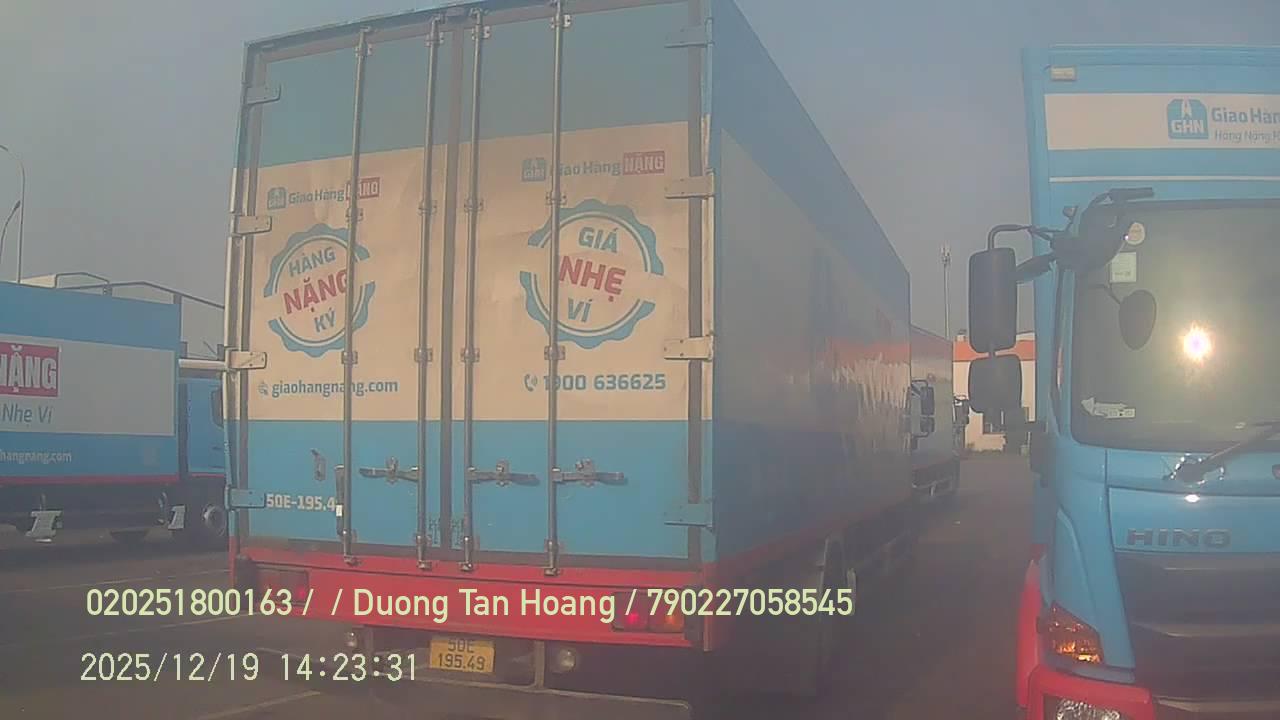 GHN
Giao Hàng NẶNG
HÀNG
NẶNG
KÝ
giaohangnang.com
50E-195.4
GHN
Giao Hàng NẶNG
GIÁ
NHẸ
VÍ
1900 636625
NẶNG
Nhẹ Ví
hangnang.com
GHN
Giao Hàn
Hàng Nặng
HINO
50E
195.49
020251800163 / / Duong Tan Hoang / 790227058545
2025/12/19 14:23:31